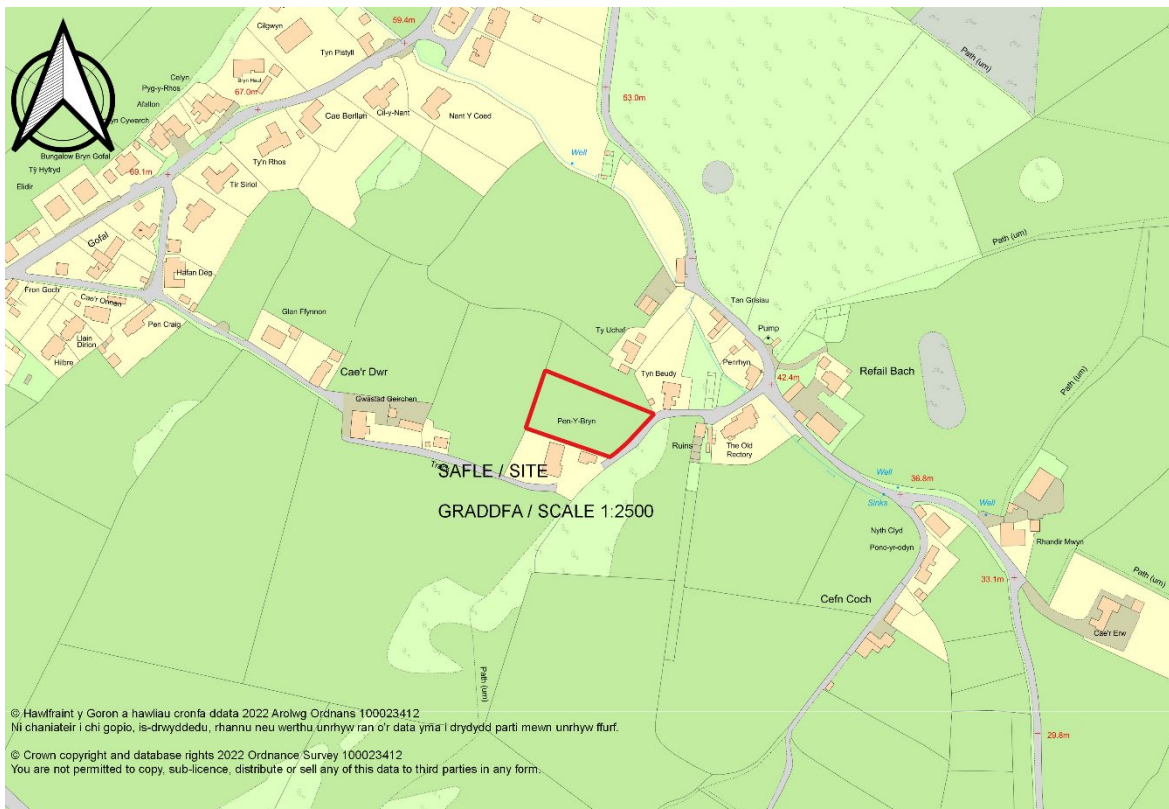 59.4m
Cilgwyn
Tyn Pistyll
Celyn
Bryn Haul
Pyg-y-Rhos
67.0m
Afallon
Cae Berllan
Cil-y-Nant
Nant Y Coed
Bungalow Bryn Gofal
Ty'n Rhos
Tŷ Hyfryd
69.1m
Elidir
Tir Siriol
Gofal
Hafan Deg
Fron Goch
Cae'r Onnen
Pen Craig
Llain
Dirion
Hilbre
Glan Ffynnon
Cae'r Dwr
Gwastad Geirchen
Track
Path (um)
53.0m
Well
Path (um)
Tan Grisiau
Ty Uchaf
Pump
Penrhyn
Tyn Beudy
42.4m
Refail Bach
Path (um)
Pen-Y-Bryn
The Old
Rectory
Ruins
SAFLE / SITE
GRADDFA / SCALE 1:2500
Well
36.8m
Sinks
Well
Nyth Clyd
Pont-yr-odyn
Rhandir Mwyn
33.1m
Path (um)
Cefn Coch
Cae'r Erw
Path (um)
29.8m
© Hawlfraint y Goron a hawliau cronfa ddata 2022 Arolwg Ordnans 100023412
Ni chaniateir i chi gopio, is-drwyddedu, rhannu neu werthu unrhyw ran o'r data yma i drydydd parti mewn unrhyw ffurf.
© Crown copyright and database rights 2022 Ordnance Survey 100023412
You are not permitted to copy, sub-licence, distribute or sell any of this data to third parties in any form.